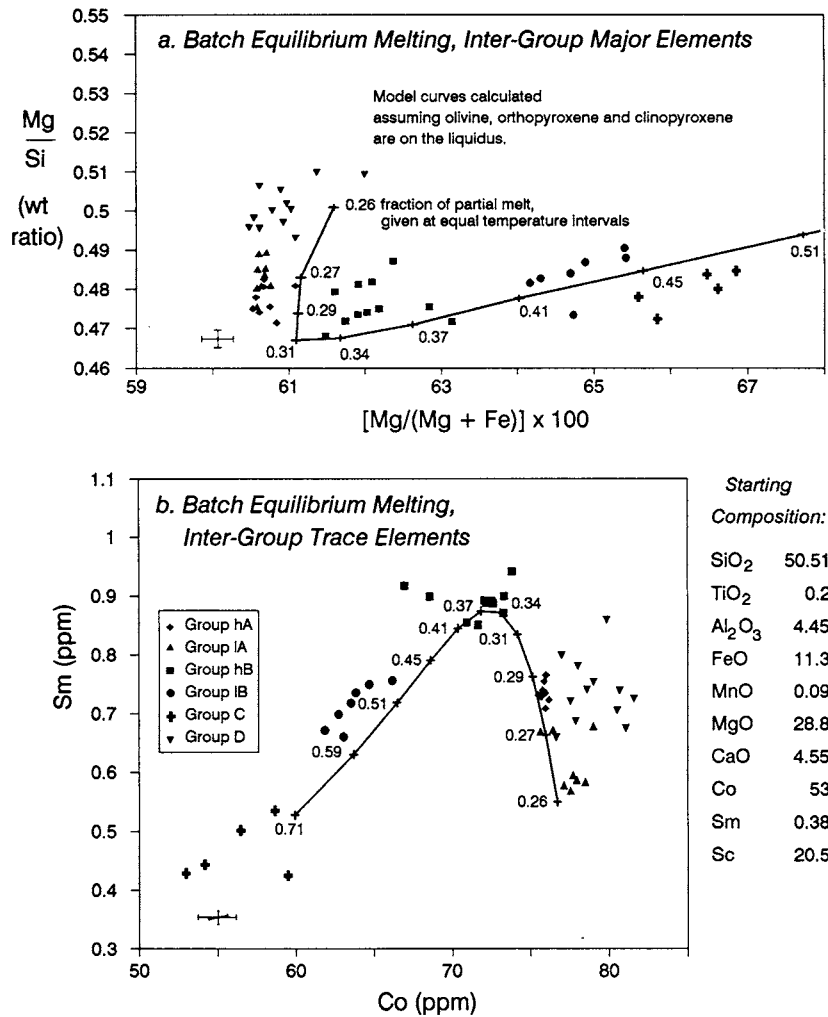 a. Batch Equilibrium Melting, Inter-Group Major Elements
Model curves calculated
assuming olivine, orthopyroxene and clinopyroxene
are on the liquidus.
Mg
Si
(wt
ratio)
0.55
0.54
0.53
0.52
0.51
0.5
0.49
0.48
0.47
0.46
0.26 fraction of partial melt,
given at equal temperature intervals
0.27
0.29
0.31
0.34
0.37
0.41
0.45
0.51
59
61
63
65
67
[Mg/(Mg + Fe)] x 100
b. Batch Equilibrium Melting,
Inter-Group Trace Elements
Sm (ppm)
1.1
1
0.9
0.8
0.7
0.6
0.5
0.4
0.3
Group hA
Group lA
Group hB
Group lB
Group C
Group D
0.37
0.34
0.41
0.31
0.45
0.29
0.51
0.27
0.59
0.26
0.71
50
60
70
80
Co (ppm)
Starting
Composition:
SiO₂ 50.51
TiO₂ 0.2
Al₂O₃ 4.45
FeO 11.3
MnO 0.09
MgO 28.8
CaO 4.55
Co 53
Sm 0.38
Sc 20.5